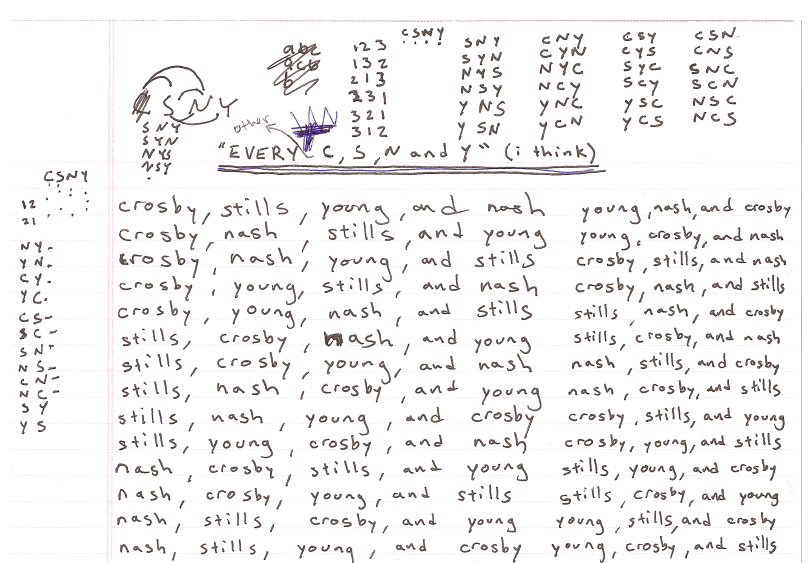 CSNY
abc 123 SNY CNY CSY CSN
acb 132 SYN CYN CYS CNS
b 213 NYS NYC SYC SNC
231 NSY NCY SCY SCN
321 YNS YNC YSC NSC
312 YSN YCN YCS NCS
C S N Y
SNY
SYN
NYS
NSY
other
"EVERY C, S, N and Y" (i think)
CSNY
12
21
NY-
YN-
CY-
YC-
CS-
SC-
SN-
NS-
CN-
NC-
SY
YS
crosby, stills, young, and nash young, nash, and crosby
crosby, nash, stills, and young young, crosby, and nash
crosby, nash, young, and stills crosby, stills, and nash
crosby, young, stills, and nash crosby, nash, and stills
crosby, young, nash, and stills stills, nash, and crosby
stills, crosby, nash, and young stills, crosby, and nash
stills, crosby, young, and nash nash, stills, and crosby
stills, nash, crosby, and young nash, crosby, and stills
stills, nash, young, and crosby crosby, stills, and young
stills, young, crosby, and nash crosby, young, and stills
nash, crosby, stills, and young stills, young, and crosby
nash, crosby, young, and stills stills, crosby, and young
nash, stills, crosby, and young young, stills, and crosby
nash, stills, young, and crosby young, crosby, and stills